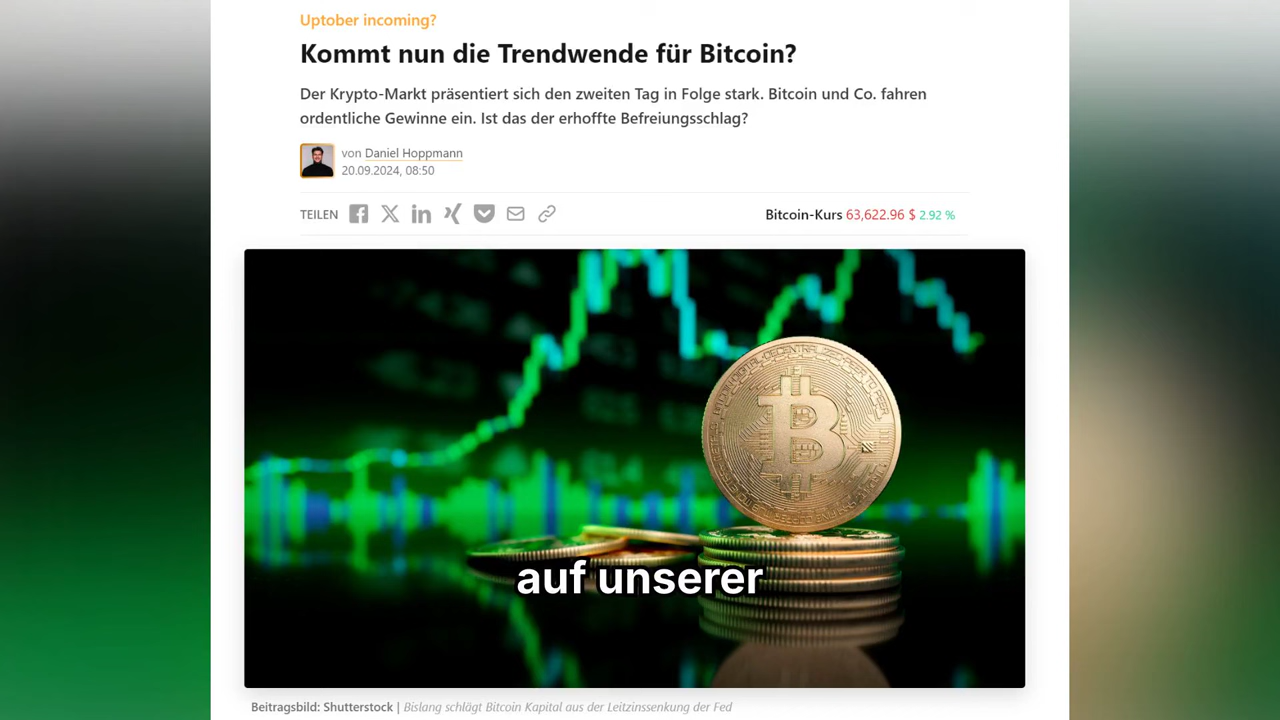 Uptober incoming?
Kommt nun die Trendwende für Bitcoin?
Der Krypto-Markt präsentiert sich den zweiten Tag in Folge stark. Bitcoin und Co. fahren
ordentliche Gewinne ein. Ist das der erhoffte Befreiungsschlag?
von Daniel Hoppmann
20.09.2024, 08:50
TEILEN
Bitcoin-Kurs 63,622.96 $ 2.92 %
auf unserer
Beitragsbild: Shutterstock | Bislang schlägt Bitcoin Kapital aus der Leitzinssenkung der Fed